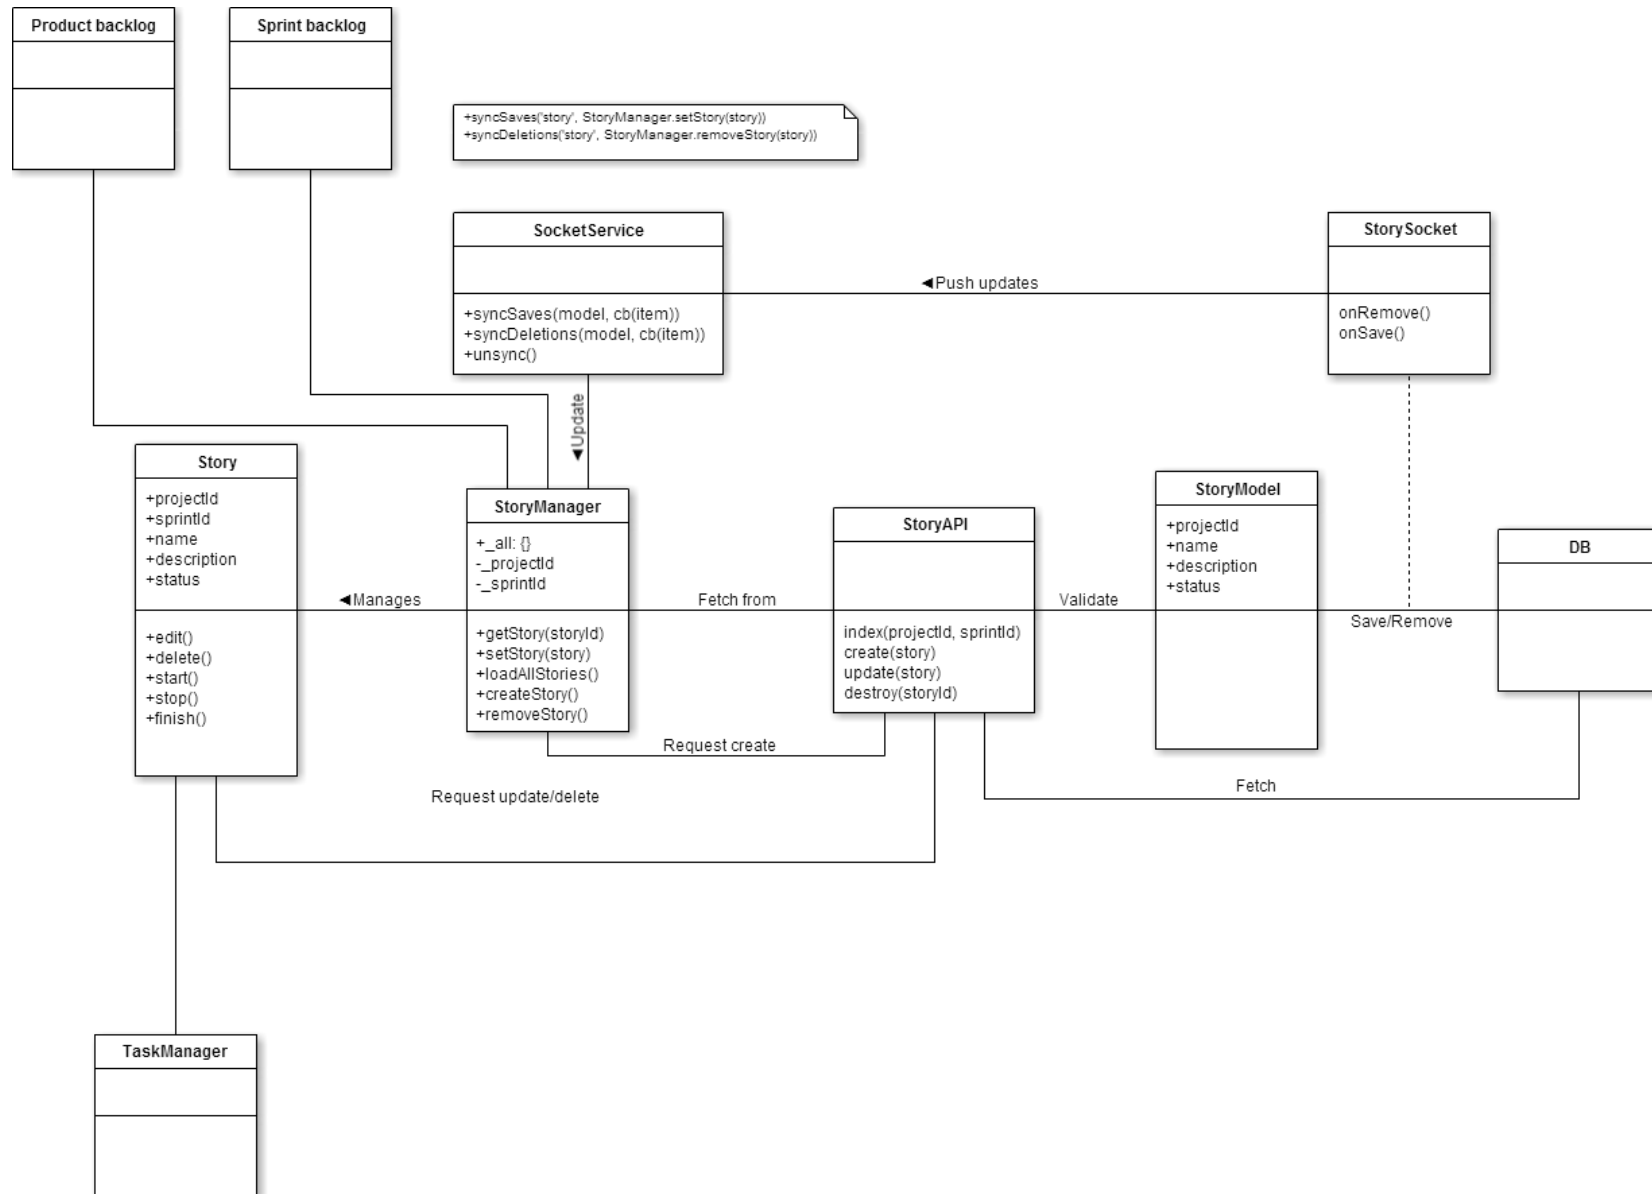 Product backlog
Sprint backlog
+syncSaves('story', StoryManager.setStory(story))
+syncDeletions('story', StoryManager.removeStory(story))
SocketService
+syncSaves(model, cb(item))
+syncDeletions(model, cb(item))
+unsync()
◄Push updates
StorySocket
onRemove()
onSave()
◄Update
Story
+projectId
+sprintId
+name
+description
+status
+edit()
+delete()
+start()
+stop()
+finish()
◄Manages
StoryManager
+_all: {}
-_projectId
-_sprintId
+getStory(storyId)
+setStory(story)
+loadAllStories()
+createStory()
+removeStory()
Fetch from
StoryAPI
index(projectId, sprintId)
create(story)
update(story)
destroy(storyId)
Validate
StoryModel
+projectId
+name
+description
+status
Save/Remove
DB
Request create
Request update/delete
Fetch
TaskManager